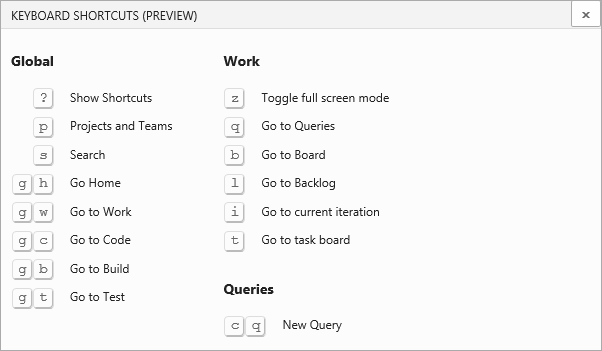 KEYBOARD SHORTCUTS (PREVIEW) x
Global
? Show Shortcuts
p Projects and Teams
s Search
g h Go Home
g w Go to Work
g c Go to Code
g b Go to Build
g t Go to Test
Work
z Toggle full screen mode
q Go to Queries
b Go to Board
l Go to Backlog
i Go to current iteration
t Go to task board
Queries
c q New Query